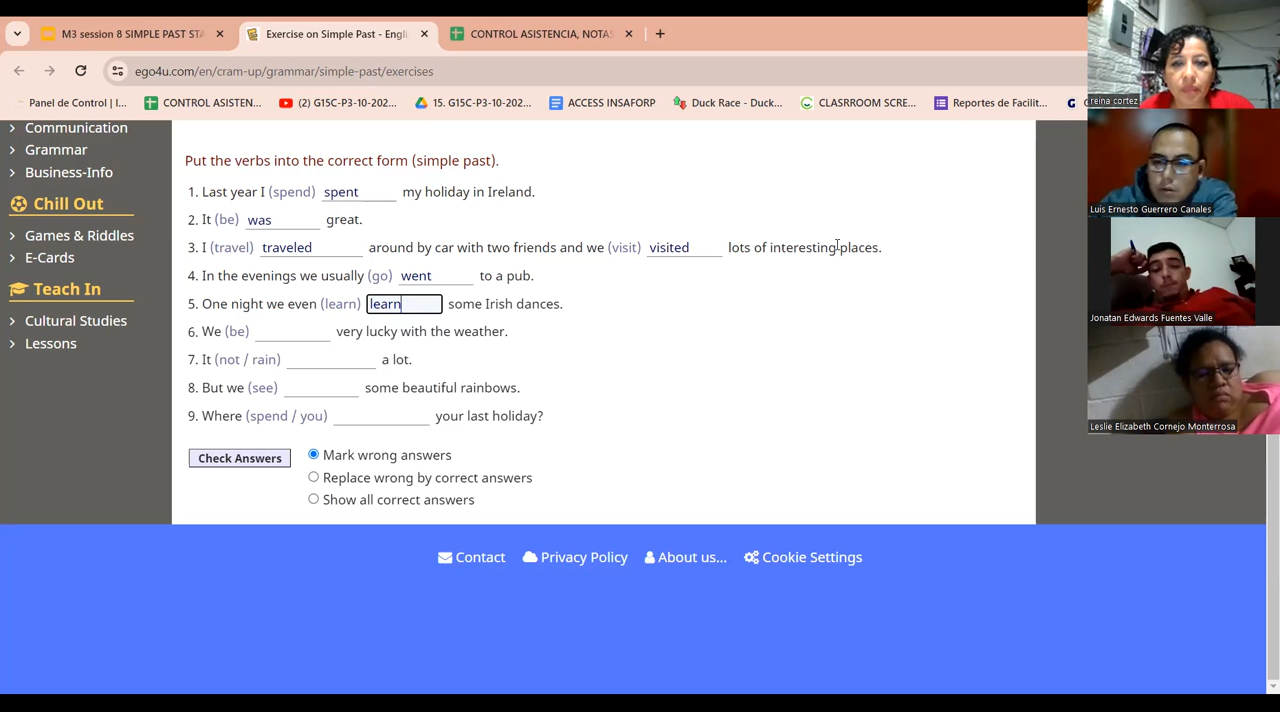 M3 session 8 SIMPLE PAST STA
Exercise on Simple Past - Engli
CONTROL ASISTENCIA, NOTAS
ego4u.com/en/cram-up/grammar/simple-past/exercises
Panel de Control | I...
CONTROL ASISTEN...
(2) G15C-P3-10-202...
15. G15C-P3-10-202...
ACCESS INSAFORP
Duck Race - Duck...
CLASRROOM SCRE...
Reportes de Facilit...
Communication
Grammar
Business-Info
Chill Out
Games & Riddles
E-Cards
Teach In
Cultural Studies
Lessons
Put the verbs into the correct form (simple past).
1. Last year I (spend) spent my holiday in Ireland.
2. It (be) was great.
3. I (travel) traveled around by car with two friends and we (visit) visited lots of interesting places.
4. In the evenings we usually (go) went to a pub.
5. One night we even (learn) learn some Irish dances.
6. We (be) very lucky with the weather.
7. It (not / rain) a lot.
8. But we (see) some beautiful rainbows.
9. Where (spend / you) your last holiday?
Check Answers
Mark wrong answers
Replace wrong by correct answers
Show all correct answers
Contact
Privacy Policy
About us...
Cookie Settings
reina cortez
Luis Ernesto Guerrero Canales
Jonatan Edwards Fuentes Valle
Leslie Elizabeth Cornejo Monterrosa